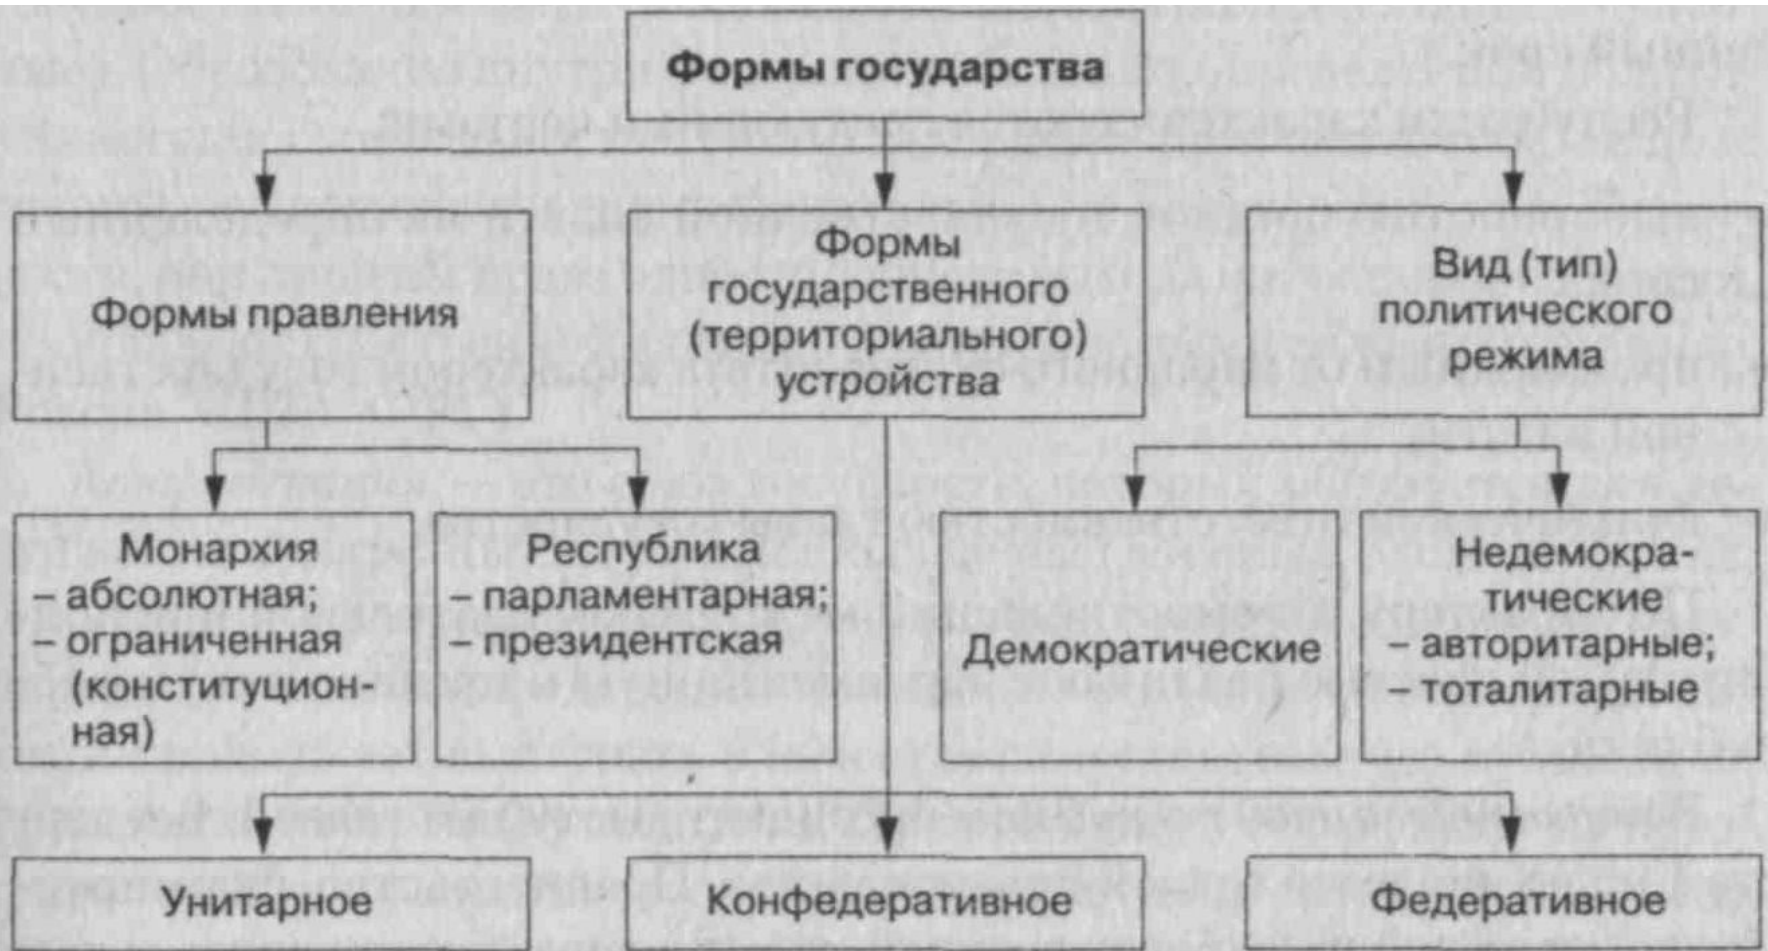 Формы государства
Формы правления
Формы
государственного
(территориального)
устройства
Вид (тип)
политического
режима
Монархия
– абсолютная;
– ограниченная
(конституцион-
ная)
Республика
– парламентарная;
– президентская
Демократические
Недемокра-
тические
– авторитарные;
– тоталитарные
Унитарное
Конфедеративное
Федеративное